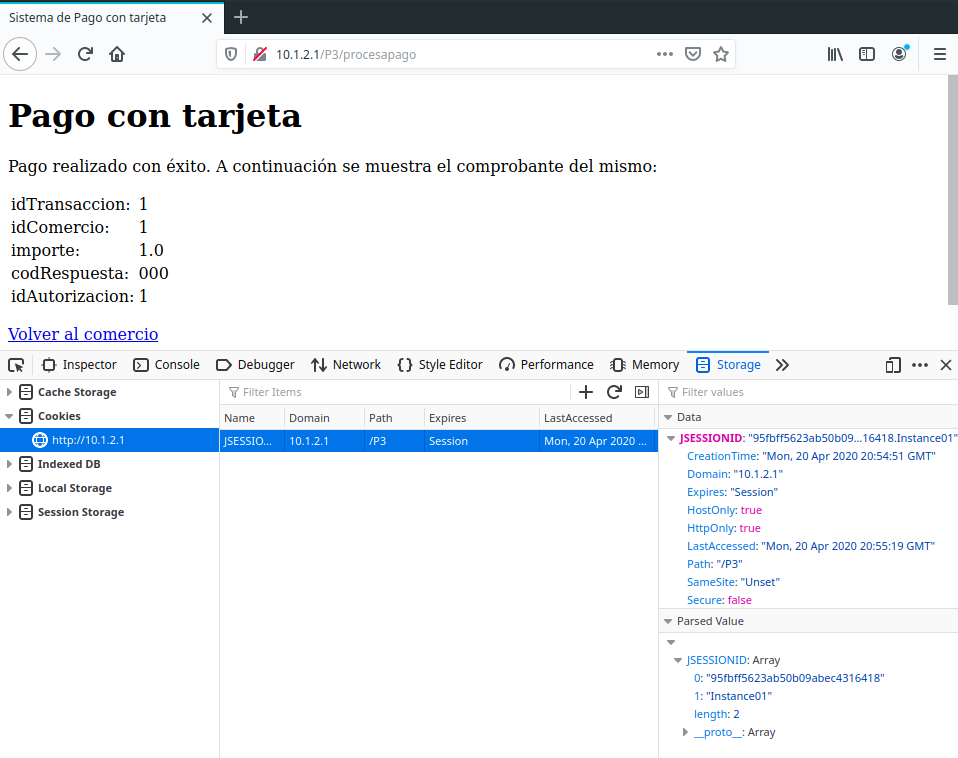 Sistema de Pago con tarjeta
10.1.2.1/P3/procesapago
Pago con tarjeta
Pago realizado con éxito. A continuación se muestra el comprobante del mismo:
idTransaccion: 1
idComercio: 1
importe: 1.0
codRespuesta: 000
idAutorizacion: 1
Volver al comercio
Inspector Console Debugger Network Style Editor Performance Memory Storage
Cache Storage
Cookies
http://10.1.2.1
Indexed DB
Local Storage
Session Storage
Filter Items
Name Domain Path Expires LastAccessed
JSESSIO... 10.1.2.1 /P3 Session Mon, 20 Apr 2020 ...
Filter values
Data
JSESSIONID: "95fbff5623ab50b09...16418.Instance01"
CreationTime: "Mon, 20 Apr 2020 20:54:51 GMT"
Domain: "10.1.2.1"
Expires: "Session"
HostOnly: true
HttpOnly: true
LastAccessed: "Mon, 20 Apr 2020 20:55:19 GMT"
Path: "/P3"
SameSite: "Unset"
Secure: false
Parsed Value
JSESSIONID: Array
0: "95fbff5623ab50b09abec4316418"
1: "Instance01"
length: 2
__proto__: Array